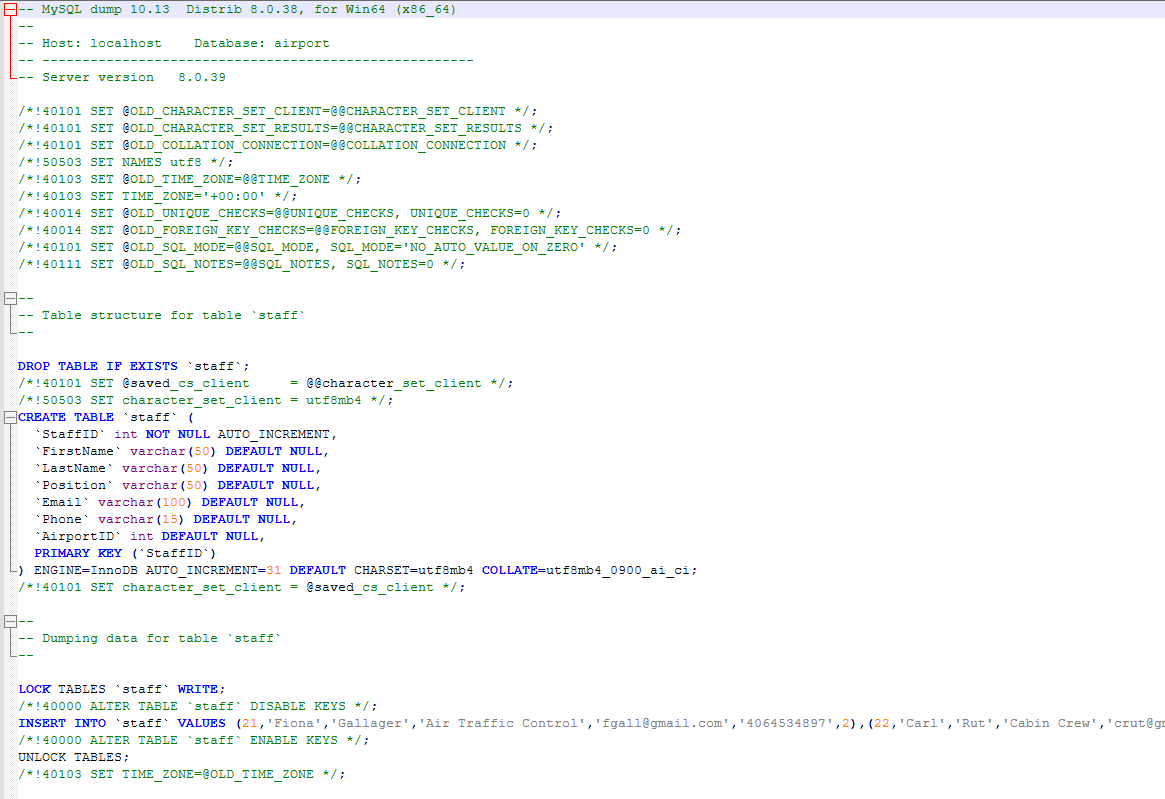 -- MySQL dump 10.13  Distrib 8.0.38, for Win64 (x86_64)
--
-- Host: localhost    Database: airport
-- ------------------------------------------------------
-- Server version   8.0.39

/*!40101 SET @OLD_CHARACTER_SET_CLIENT=@@CHARACTER_SET_CLIENT */;
/*!40101 SET @OLD_CHARACTER_SET_RESULTS=@@CHARACTER_SET_RESULTS */;
/*!40101 SET @OLD_COLLATION_CONNECTION=@@COLLATION_CONNECTION */;
/*!50503 SET NAMES utf8 */;
/*!40103 SET @OLD_TIME_ZONE=@@TIME_ZONE */;
/*!40103 SET TIME_ZONE='+00:00' */;
/*!40014 SET @OLD_UNIQUE_CHECKS=@@UNIQUE_CHECKS, UNIQUE_CHECKS=0 */;
/*!40014 SET @OLD_FOREIGN_KEY_CHECKS=@@FOREIGN_KEY_CHECKS, FOREIGN_KEY_CHECKS=0 */;
/*!40101 SET @OLD_SQL_MODE=@@SQL_MODE, SQL_MODE='NO_AUTO_VALUE_ON_ZERO' */;
/*!40111 SET @OLD_SQL_NOTES=@@SQL_NOTES, SQL_NOTES=0 */;

--
-- Table structure for table `staff`
--

DROP TABLE IF EXISTS `staff`;
/*!40101 SET @saved_cs_client     = @@character_set_client */;
/*!50503 SET character_set_client = utf8mb4 */;
CREATE TABLE `staff` (
  `StaffID` int NOT NULL AUTO_INCREMENT,
  `FirstName` varchar(50) DEFAULT NULL,
  `LastName` varchar(50) DEFAULT NULL,
  `Position` varchar(50) DEFAULT NULL,
  `Email` varchar(100) DEFAULT NULL,
  `Phone` varchar(15) DEFAULT NULL,
  `AirportID` int DEFAULT NULL,
  PRIMARY KEY (`StaffID`)
) ENGINE=InnoDB AUTO_INCREMENT=31 DEFAULT CHARSET=utf8mb4 COLLATE=utf8mb4_0900_ai_ci;
/*!40101 SET character_set_client = @saved_cs_client */;

--
-- Dumping data for table `staff`
--

LOCK TABLES `staff` WRITE;
/*!40000 ALTER TABLE `staff` DISABLE KEYS */;
INSERT INTO `staff` VALUES (21,'Fiona','Gallager','Air Traffic Control','fgall@gmail.com','4064534897',2),(22,'Carl','Rut','Cabin Crew','crut@
/*!40000 ALTER TABLE `staff` ENABLE KEYS */;
UNLOCK TABLES;
/*!40103 SET TIME_ZONE=@OLD_TIME_ZONE */;